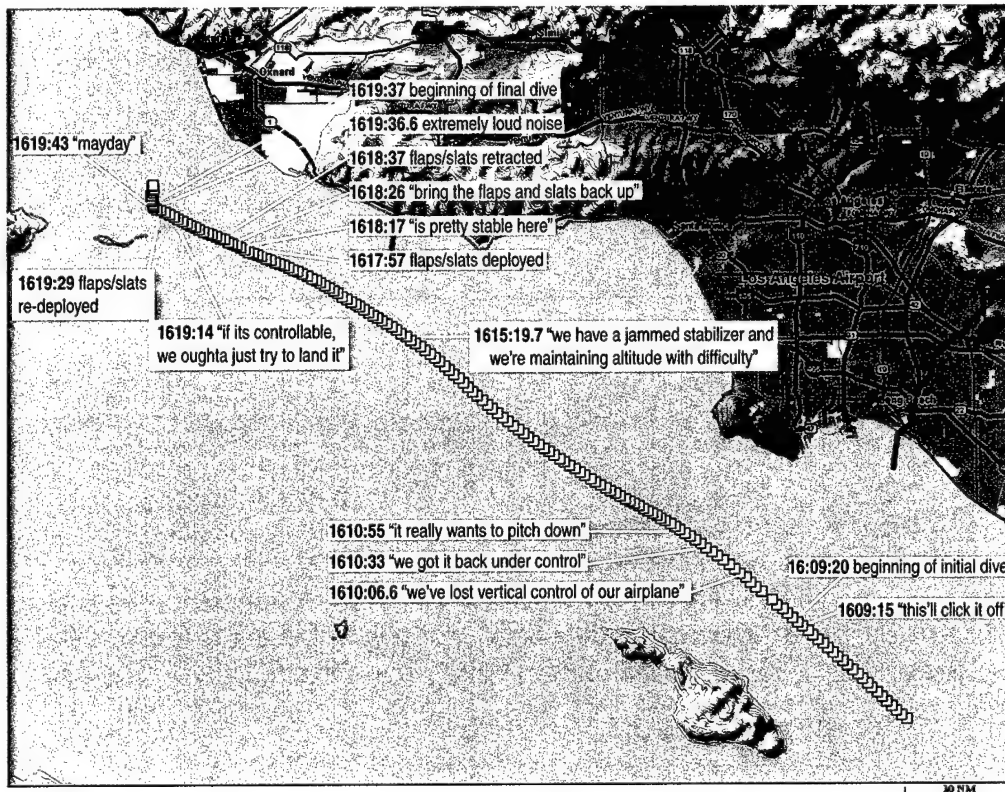 118
Oxnard
1
1619:37 beginning of final dive
1619:36.6 extremely loud noise
1619:43 “mayday”
1618:37 flaps/slats retracted
1618:26 “bring the flaps and slats back up”
1618:17 “is pretty stable here”
1617:57 flaps/slats deployed
170
Los Angeles Airport
1619:29 flaps/slats
re-deployed
1619:14 “if its controllable,
we oughta just try to land it”
1615:19.7 “we have a jammed stabilizer and
we're maintaining altitude with difficulty”
1610:55 “it really wants to pitch down”
1610:33 “we got it back under control”
1610:06.6 “we've lost vertical control of our airplane”
16:09:20 beginning of initial dive
1609:15 “this'll click it off
10 NM